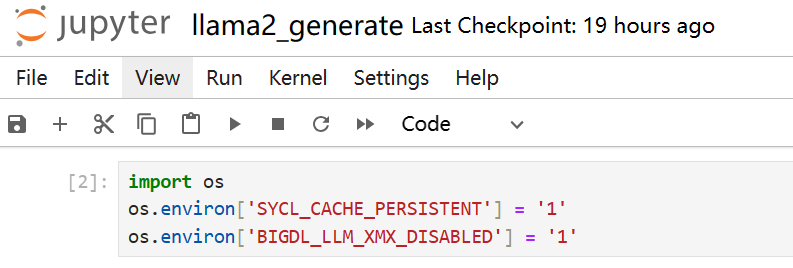 jupyter llama2_generate Last Checkpoint: 19 hours ago
File Edit View Run Kernel Settings Help
Code
[2]: import os
os.environ['SYCL_CACHE_PERSISTENT'] = '1'
os.environ['BIGDL_LLM_XMX_DISABLED'] = '1'